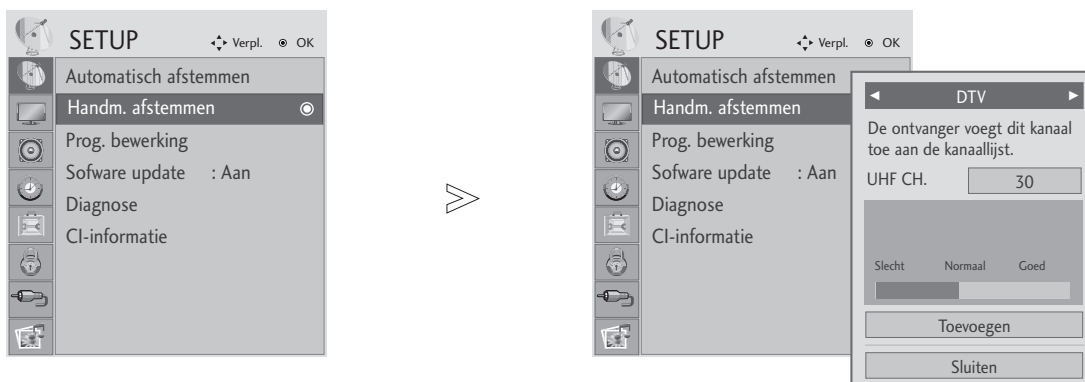 SETUP Verpl. OK
Automatisch afstemmen
Handm. afstemmen
Prog. bewerking
Sofware update : Aan
Diagnose
CI-informatie
SETUP Verpl. OK
Automatisch afstemmen
Handm. afstemmen
Prog. bewerking
Sofware update : Aan
Diagnose
CI-informatie
DTV
De ontvanger voegt dit kanaal
toe aan de kanaallijst.
UHF CH. 30
Slecht Normaal Goed
Toevoegen
Sluiten